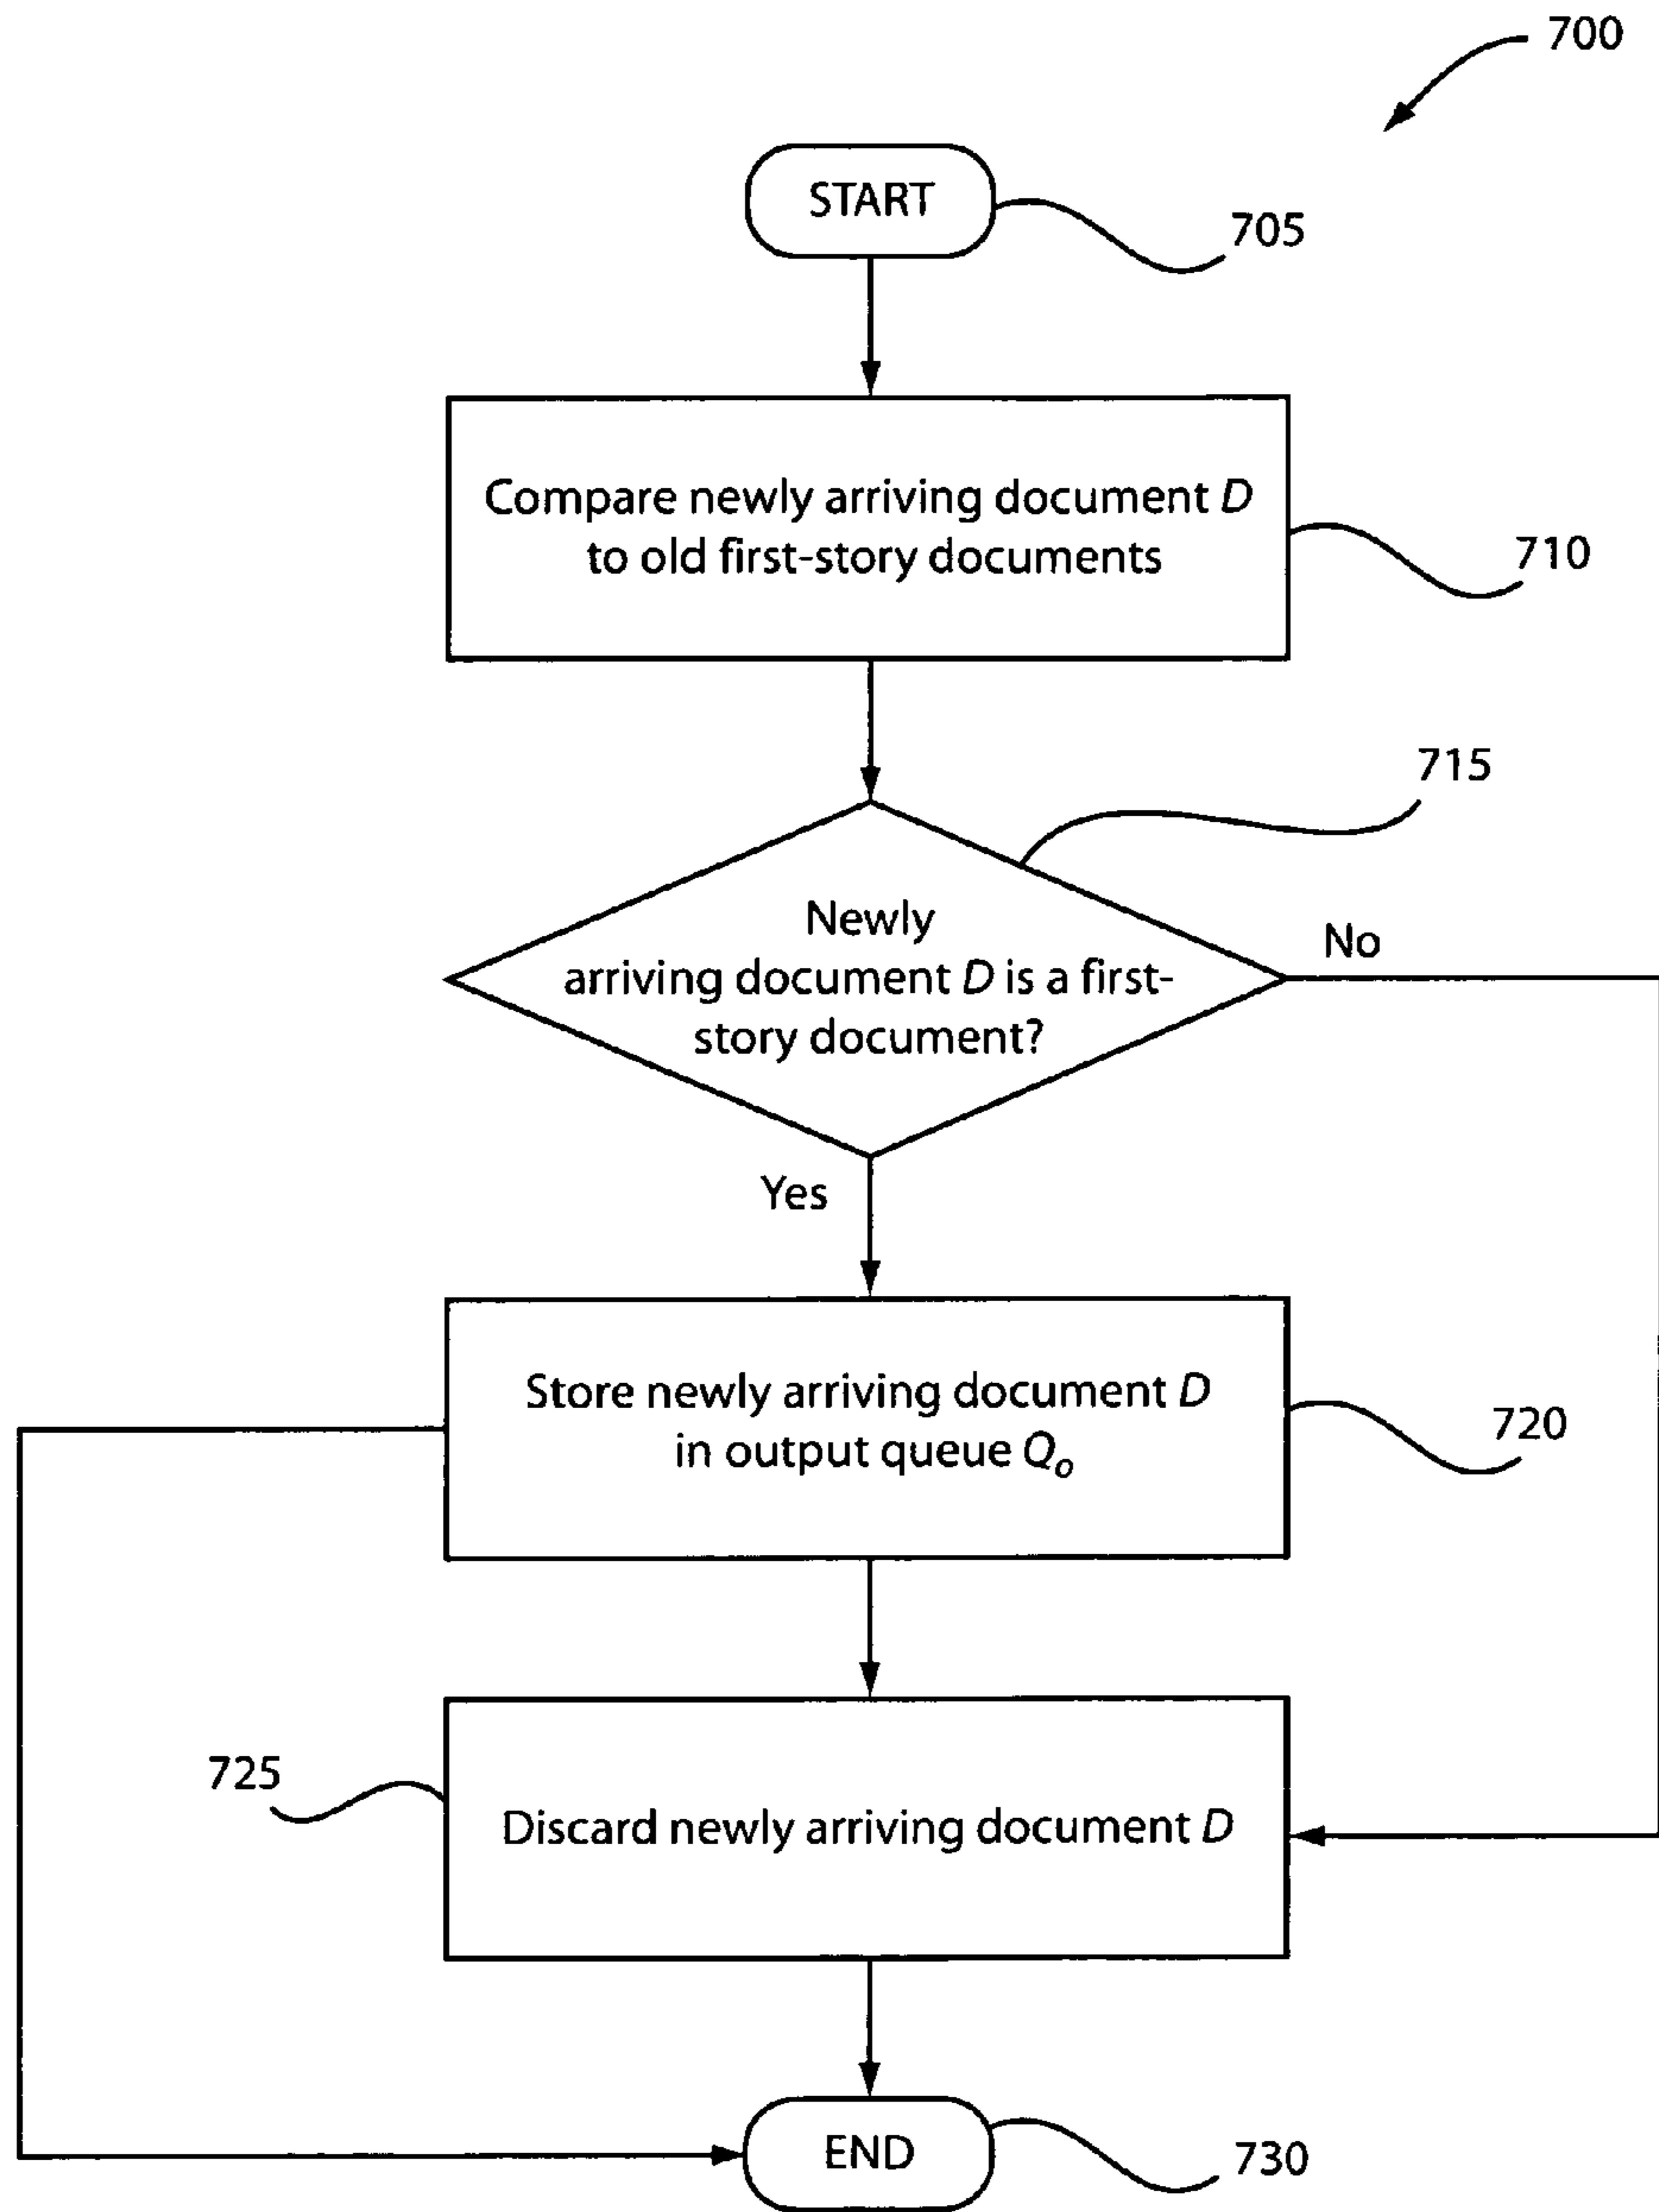 700
START
705
Compare newly arriving document D
to old first-story documents
710
715
Newly
arriving document D is a first-
story document?
No
Yes
Store newly arriving document D
in output queue Qo
720
725
Discard newly arriving document D
END
730